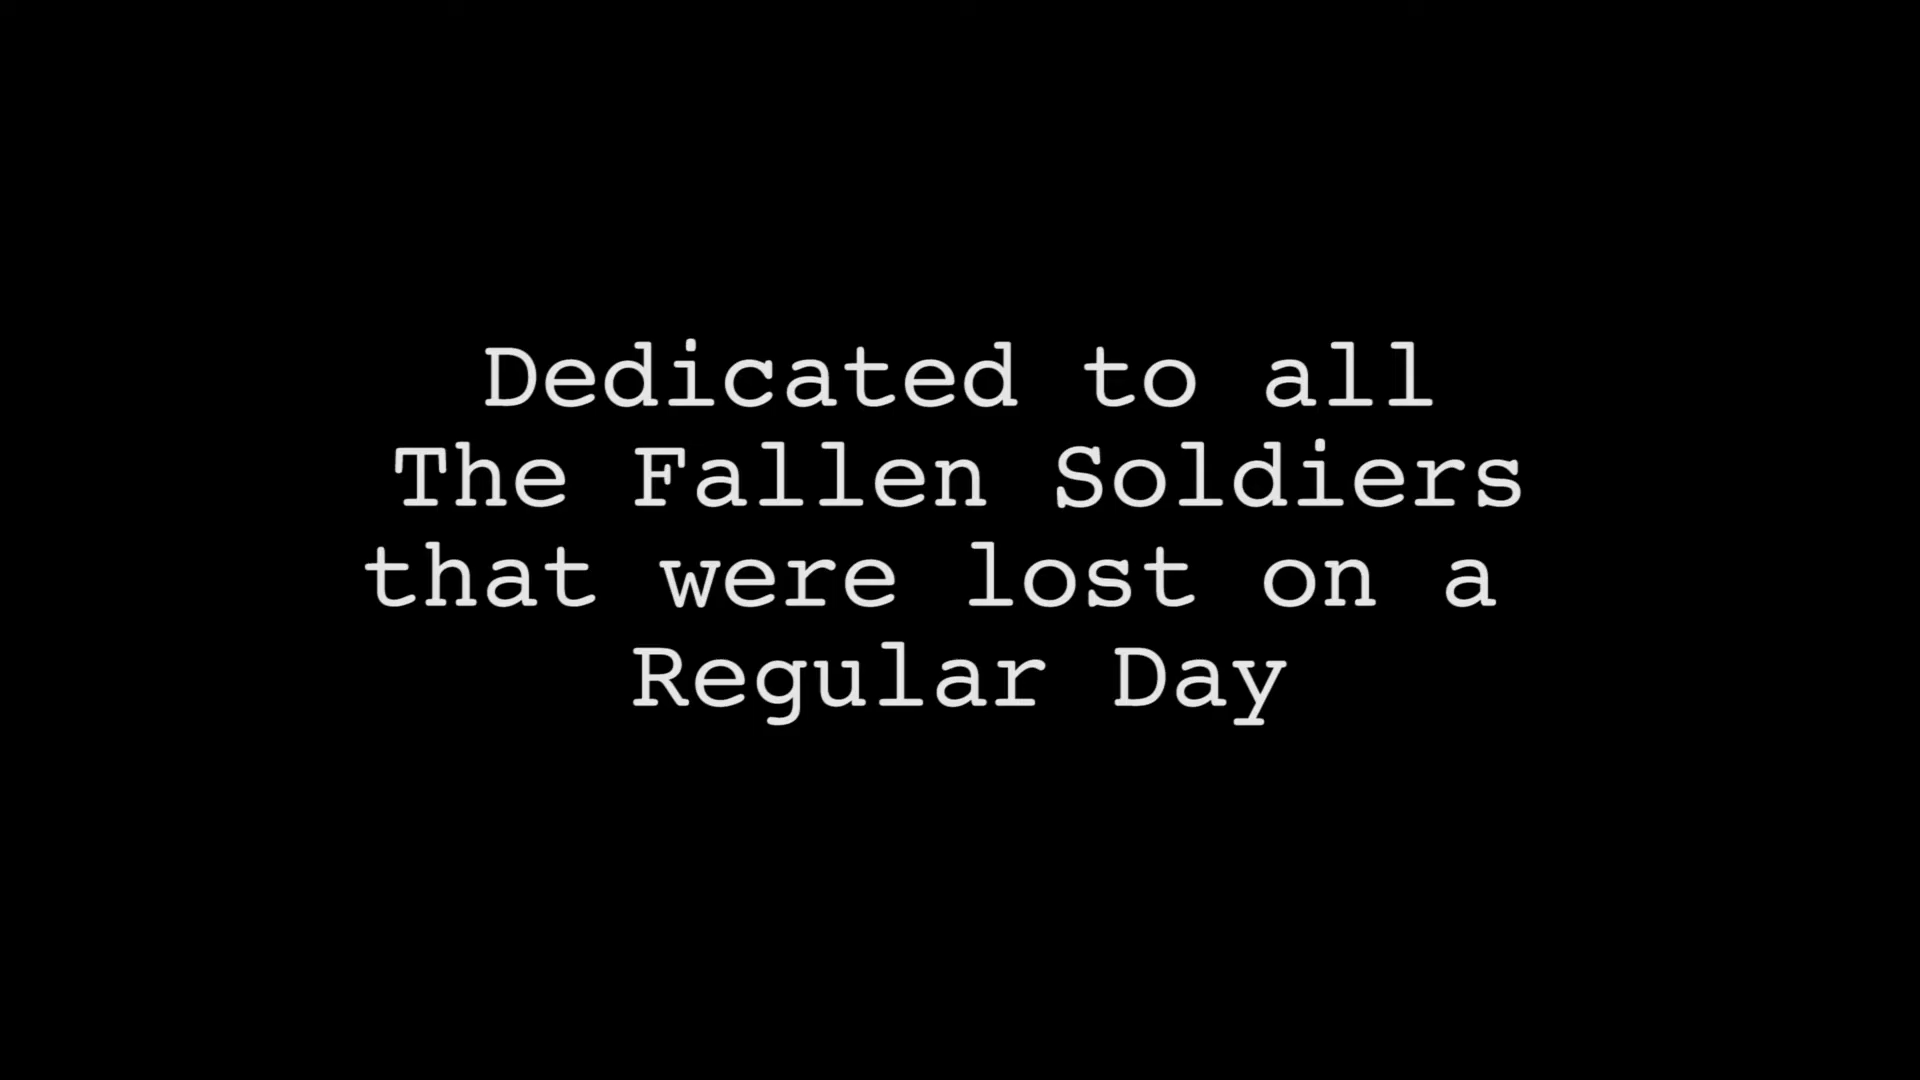 Dedicated to all
The Fallen Soldiers
that were lost on a
Regular Day